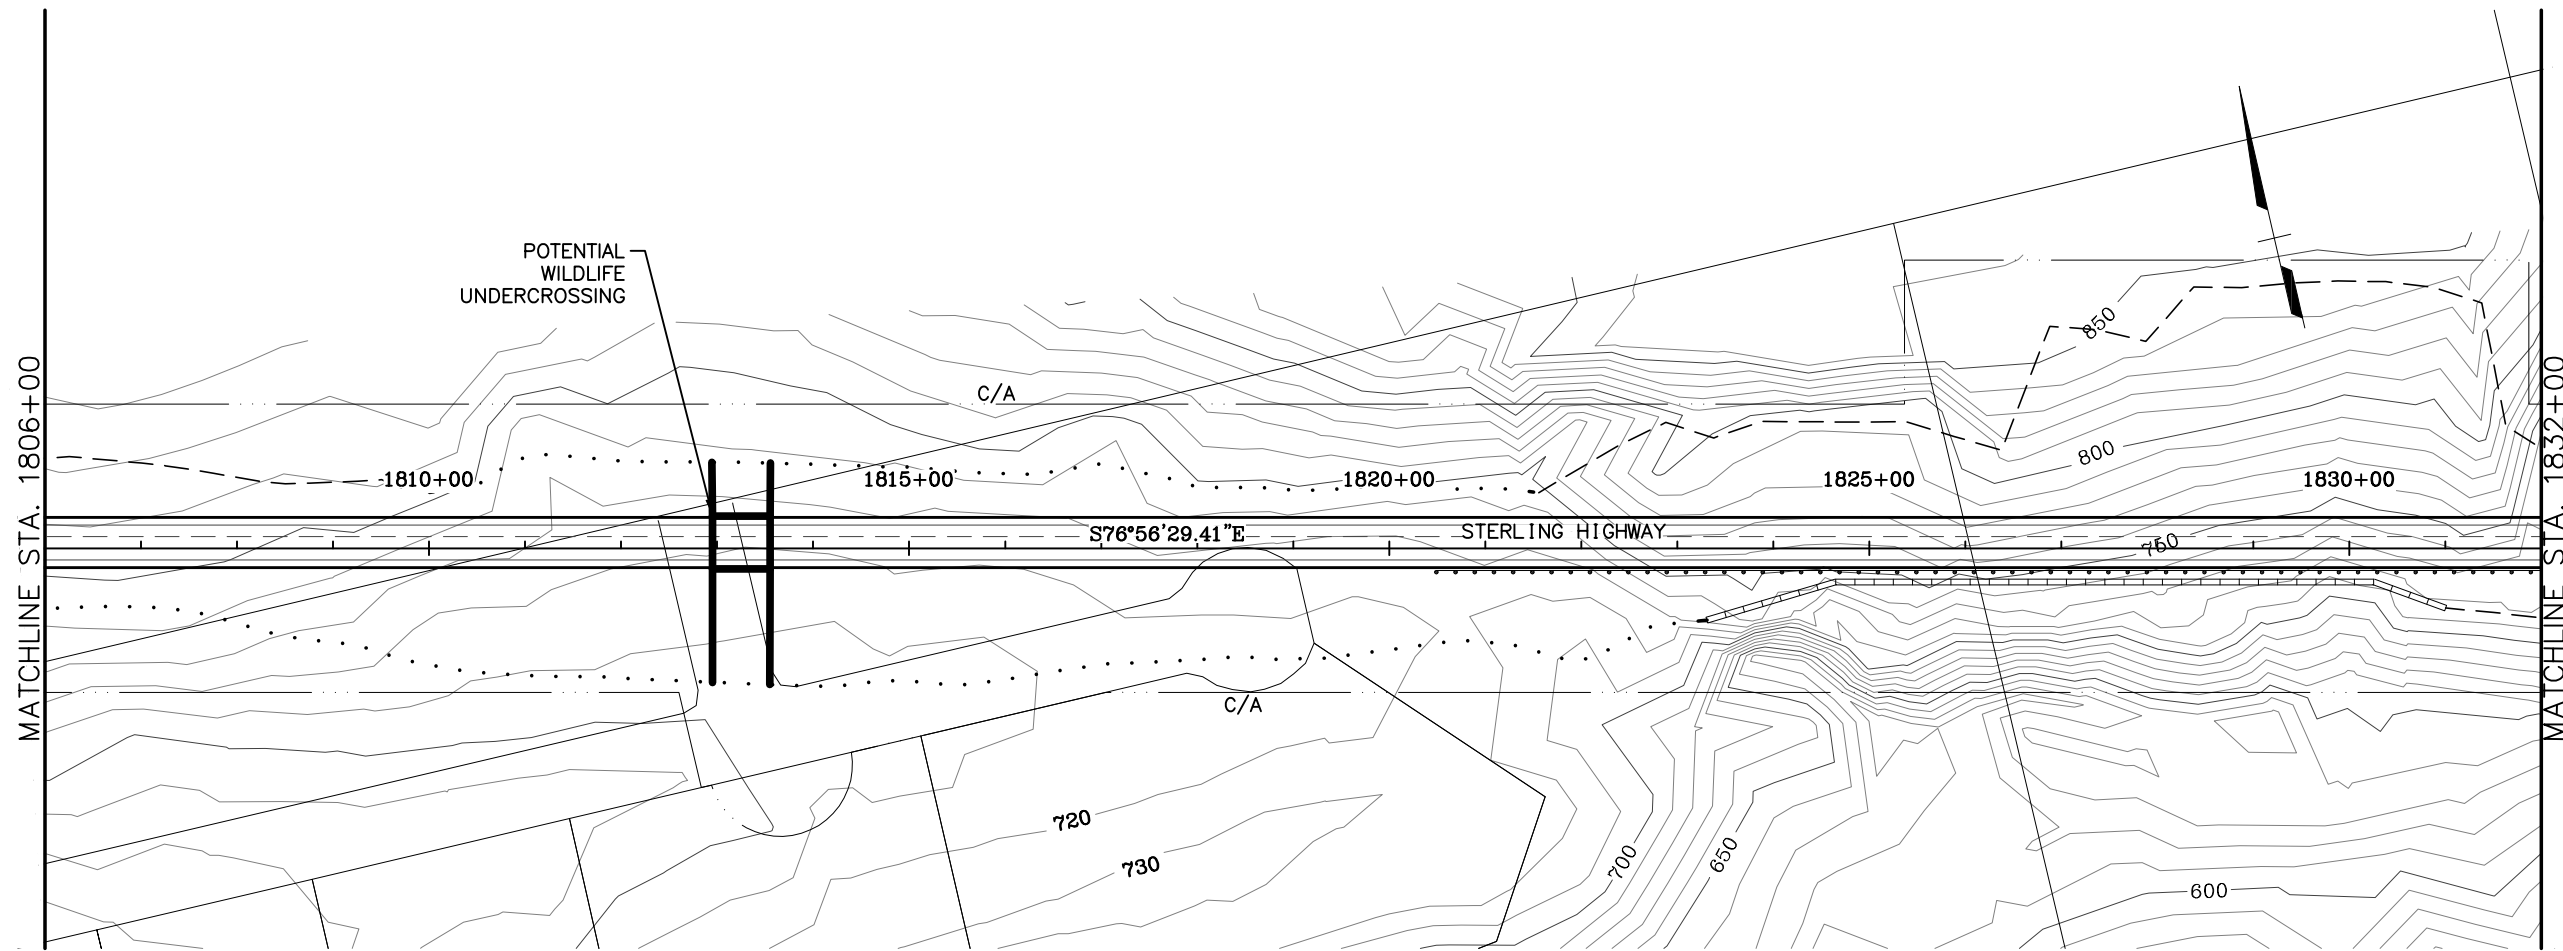 POTENTIAL
WILDLIFE
UNDERCROSSING
C/A
850
800
MATCHLINE STA. 1806+00
1810+00
1815+00
1820+00
1825+00
1830+00
MATCHLINE STA. 1832+00
S76°56'29.41"E
STERLING HIGHWAY
750
C/A
720
730
700
650
600